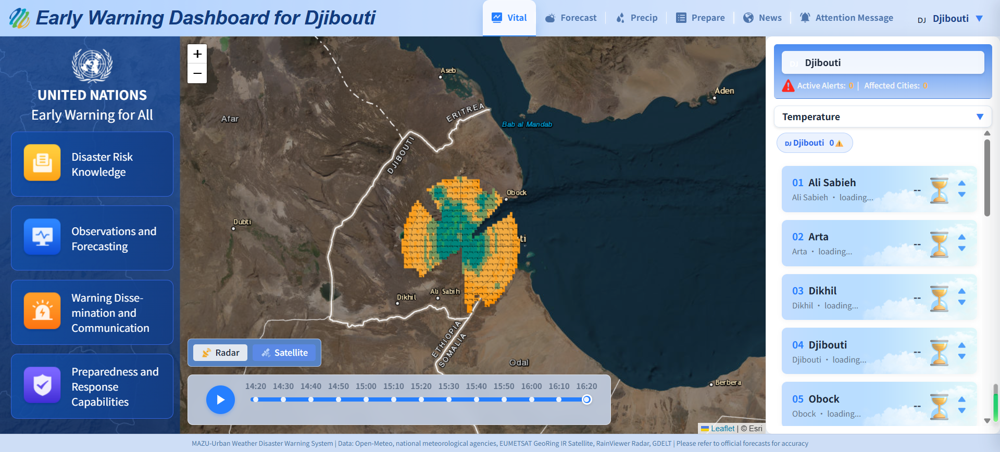 Early Warning Dashboard for Djibouti
Vital
Forecast
Precip
Prepare
News
Attention Message
DJ Djibouti ▼
UNITED NATIONS
Early Warning for All
Disaster Risk
Knowledge
Observations and
Forecasting
Warning Disse-
mination and
Communication
Preparedness and
Response
Capabilities
+
−
Aseb
Aden
Afar
ERITREA
Bab al Mandab
DJIBOUTI
Obock
Dubti
ti
Ali Sabih
Dikhil
ETHIOPIA
SOMALIA
Odal
Berbera
Radar
Satellite
14:20 14:30 14:40 14:50 15:00 15:10 15:20 15:30 15:40 15:50 16:00 16:10 16:20
Leaflet | © Esri
DJ Djibouti
Active Alerts: 0 | Affected Cities: 0
Temperature ▼
DJ Djibouti 0
01 Ali Sabieh
Ali Sabieh • loading...
--
02 Arta
Arta • loading...
--
03 Dikhil
Dikhil • loading...
--
04 Djibouti
Djibouti • loading...
--
05 Obock
Obock • loading...
--
MAZU-Urban Weather Disaster Warning System | Data: Open-Meteo, national meteorological agencies, EUMETSAT GeoRing IR Satellite, RainViewer Radar, GDELT | Please refer to official forecasts for accuracy